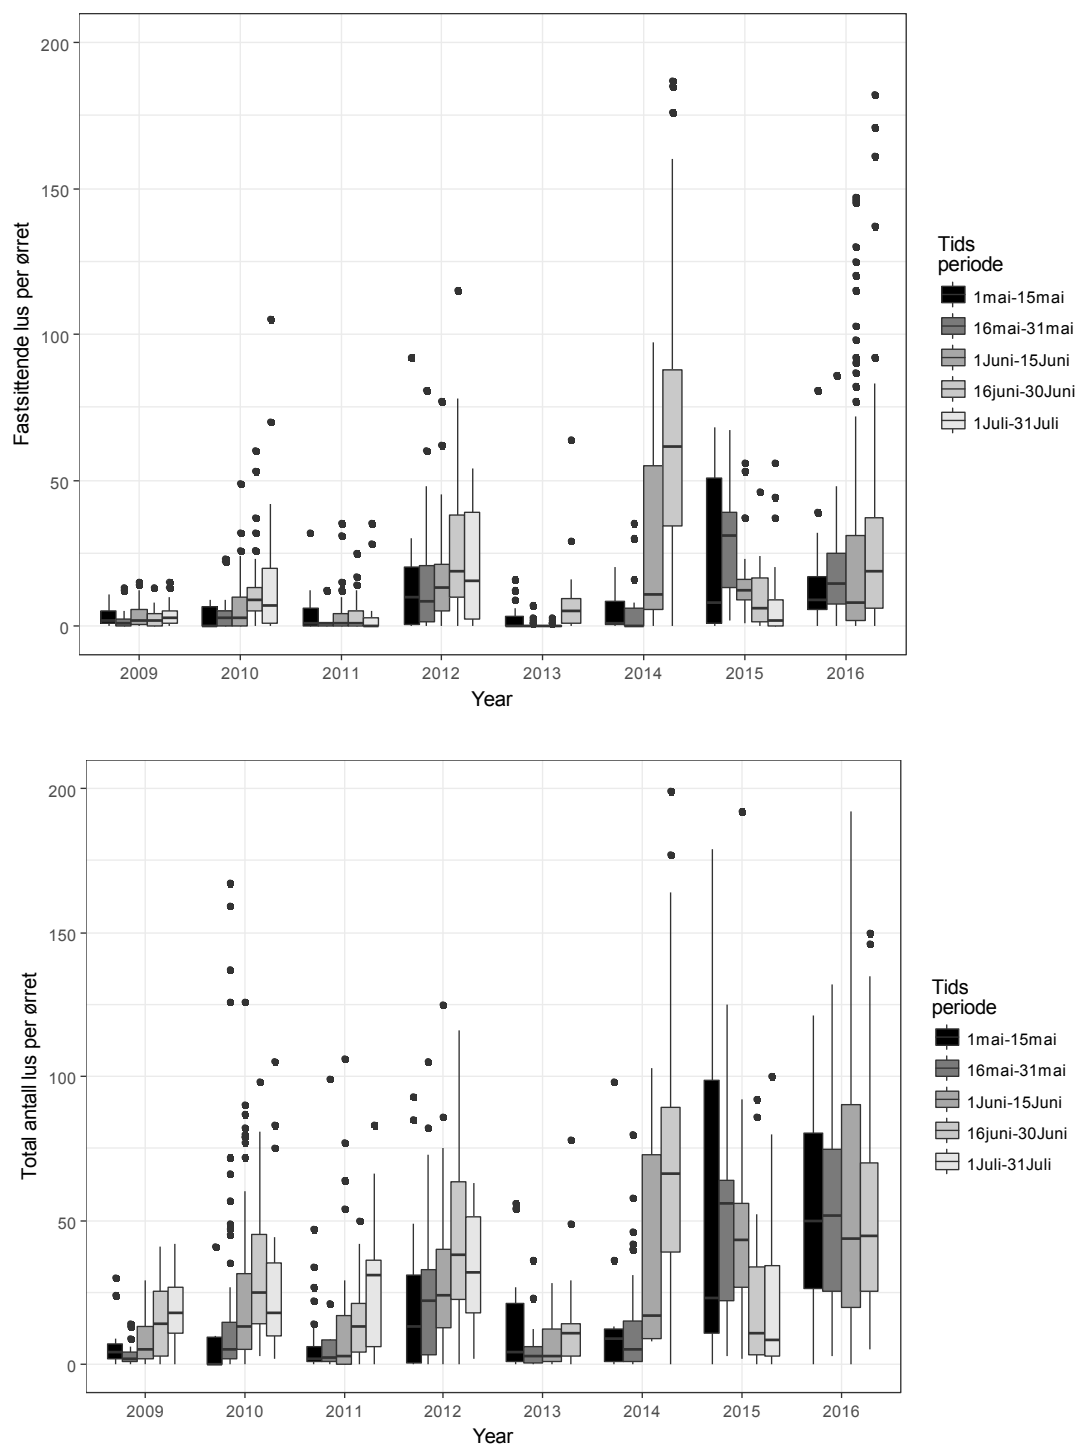 200
150
100
50
0
Fastsittende lus per ørret
2009 2010 2011 2012 2013 2014 2015 2016
Year
Tids
periode
1mai-15mai
16mai-31mai
1Juni-15Juni
16juni-30Juni
1Juli-31Juli
200
150
100
50
0
Total antall lus per ørret
2009 2010 2011 2012 2013 2014 2015 2016
Year
Tids
periode
1mai-15mai
16mai-31mai
1Juni-15Juni
16juni-30Juni
1Juli-31Juli